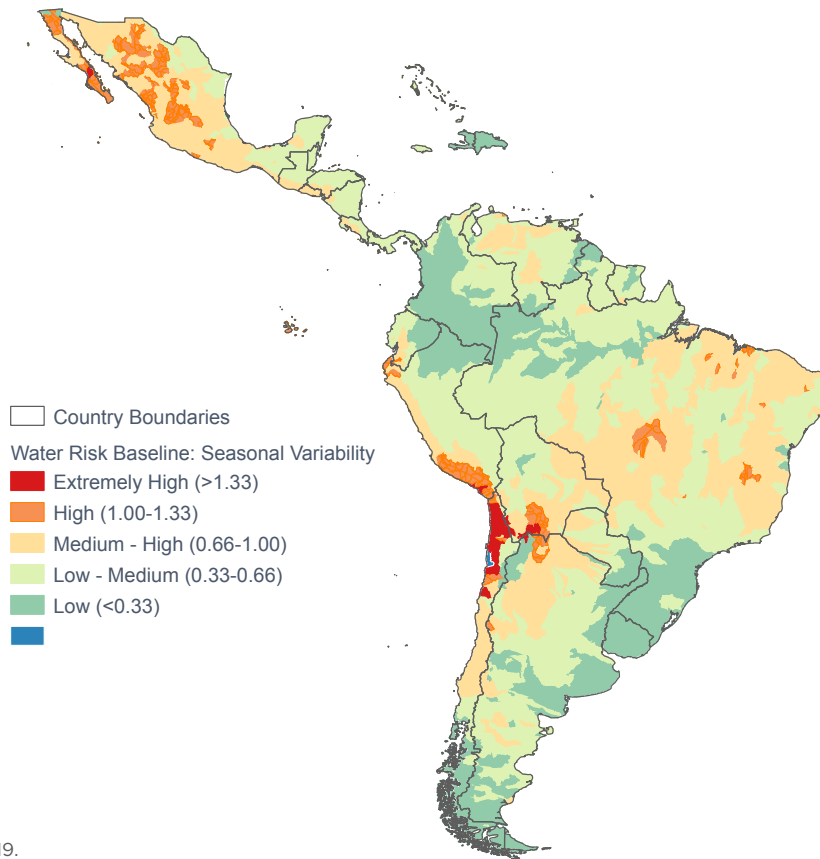 Country Boundaries
Water Risk Baseline: Seasonal Variability
Extremely High (>1.33)
High (1.00-1.33)
Medium - High (0.66-1.00)
Low - Medium (0.33-0.66)
Low (<0.33)
19.